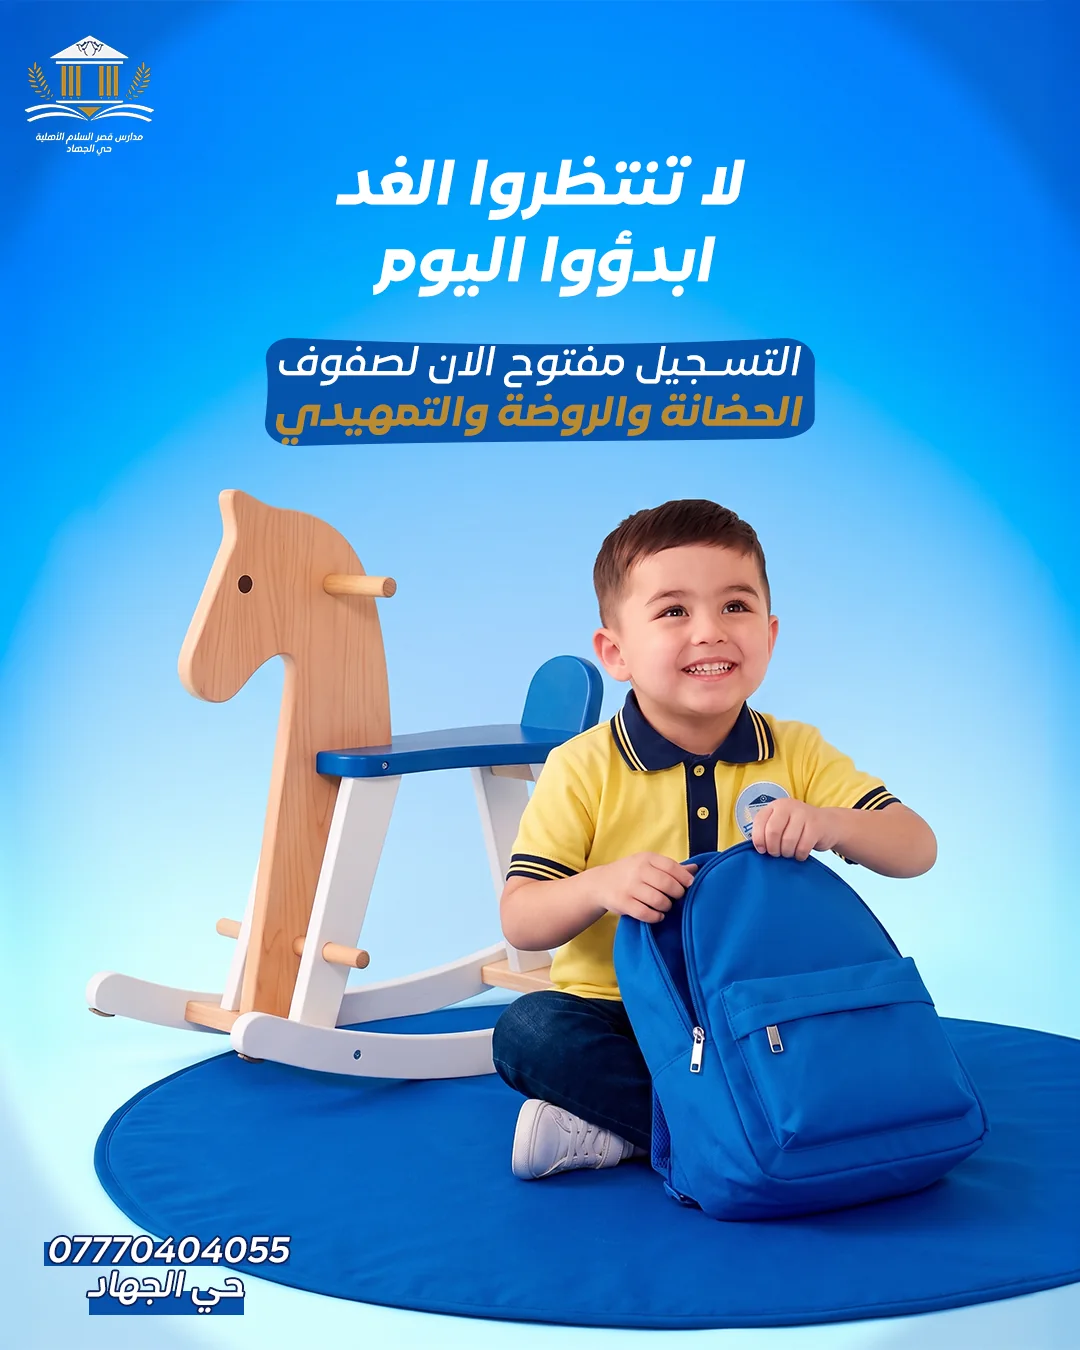 مدارس قصر السلام الأهلية
حي الجهاد
لا تنتظروا الغد
ابدؤوا اليوم
التسجيل مفتوح الان لصفوف
الحضانة والروضة والتمهيدي
07770404055
حي الجهاد